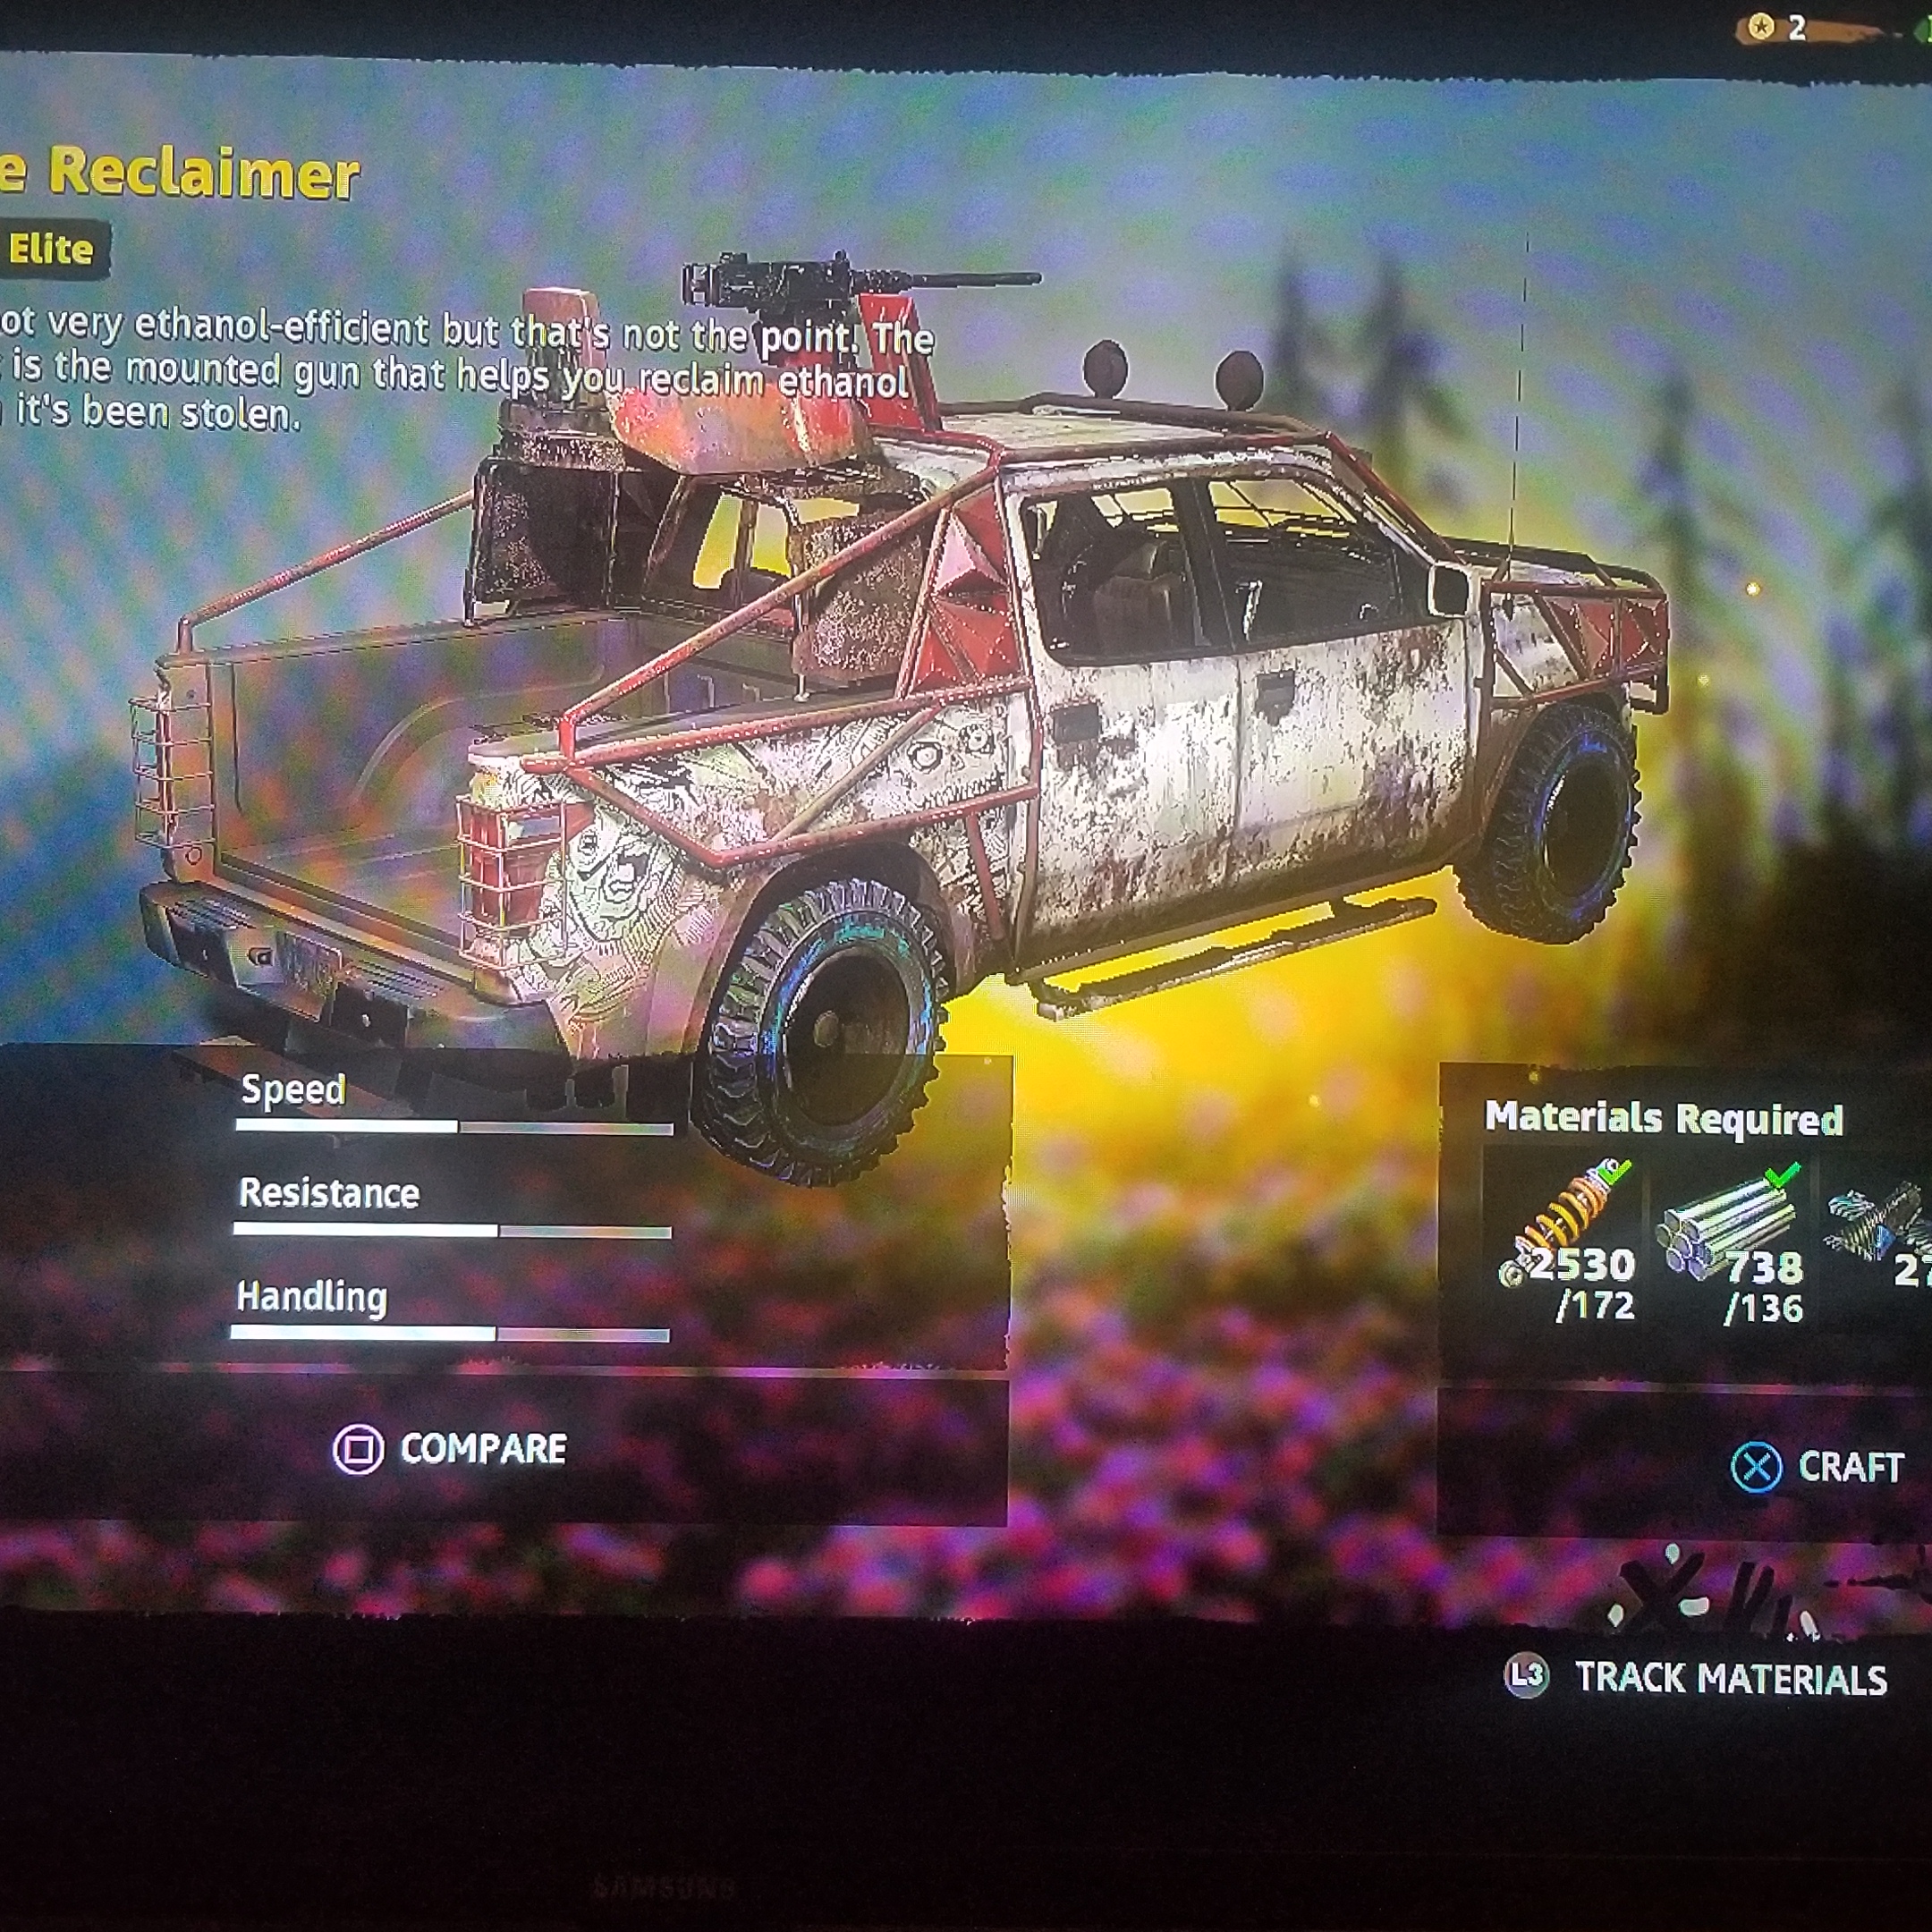 2
e Reclaimer
Elite
ot very ethanol-efficient but that's not the point. The
is the mounted gun that helps you reclaim ethanol
it's been stolen.
Speed
Resistance
Handling
COMPARE
Materials Required
2530 738 27
/172 /136
CRAFT
L3 TRACK MATERIALS
SAMSUNG